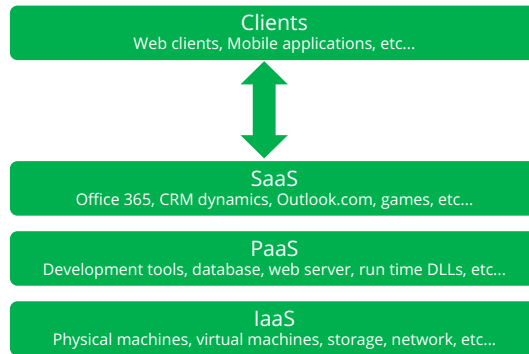 Clients
Web clients, Mobile applications, etc...
SaaS
Office 365, CRM dynamics, Outlook.com, games, etc...
PaaS
Development tools, database, web server, run time DLLs, etc...
IaaS
Physical machines, virtual machines, storage, network, etc...